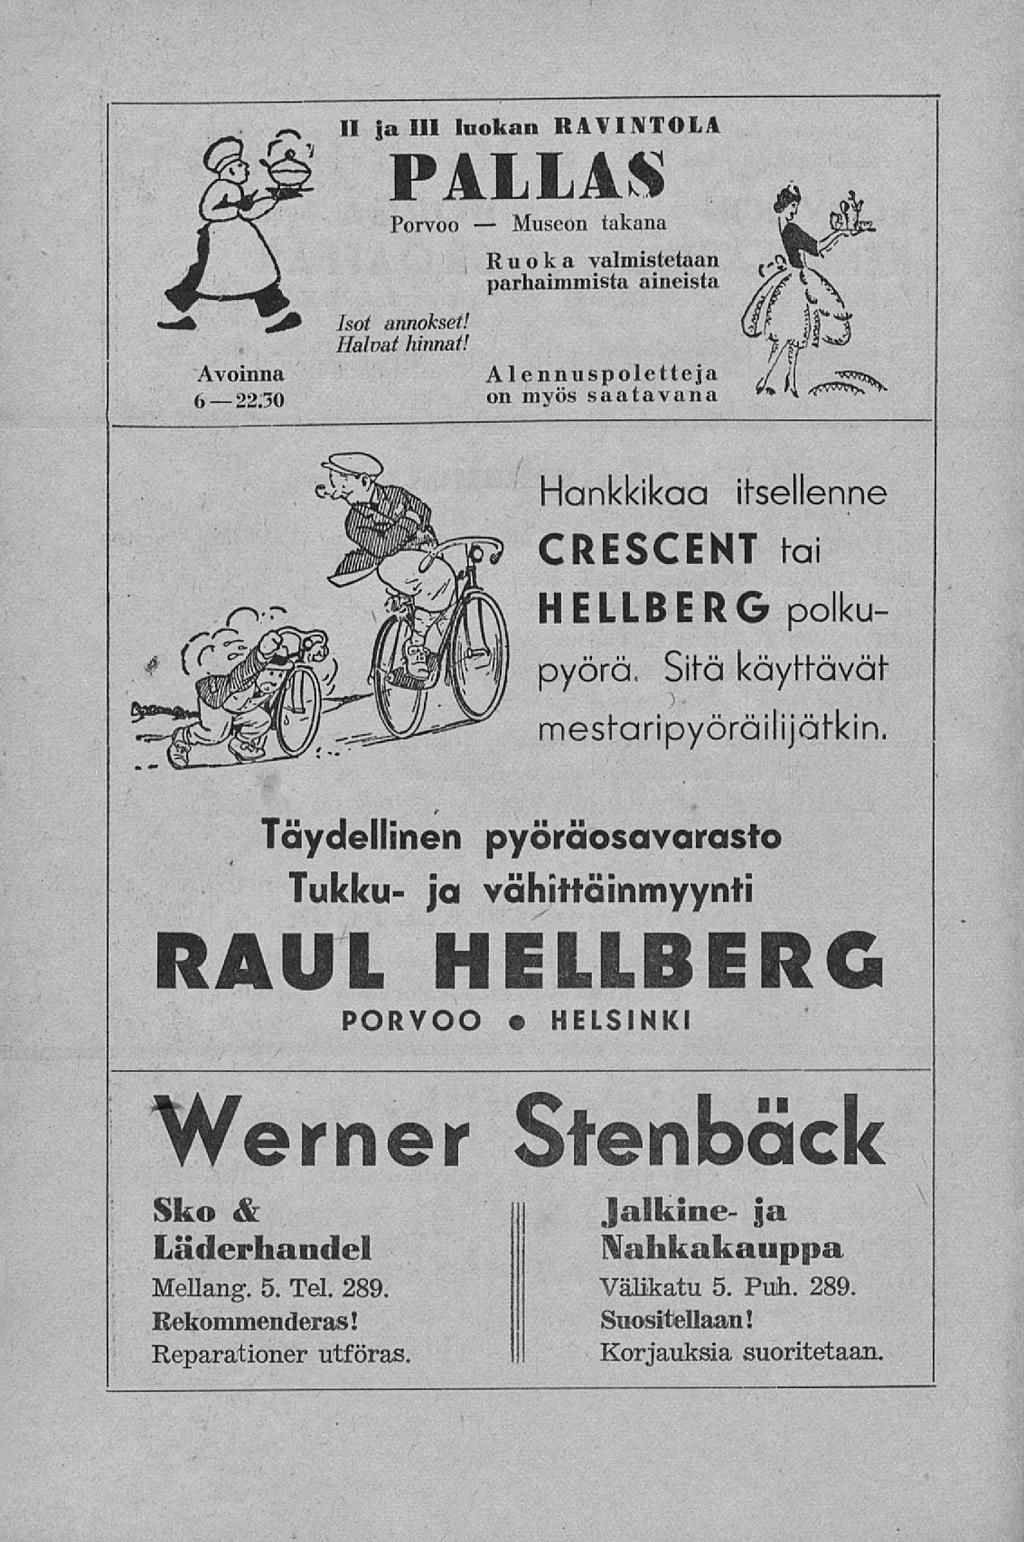 II ja III luokan RAVINTOLA
PALLAS
Porvoo — Museon takana
Ruoka valmistetaan
parhaimmista aineista
Isot annokset!
Halvat hinnat!
Avoinna
6—22.30
Alennuspoletteja
on myös saatavana
Hankkikaa itsellenne
CRESCENT tai
HELLBERG polku-
pyörä. Sitä käyttävät
mestaripyöräilijätkin.
Täydellinen pyöräosavarasto
Tukku- ja vähittäinmyynti
RAUL HELLBERG
PORVOO • HELSINKI
Werner Stenbäck
Sko &
Läderhandel
Mellang. 5. Tel. 289.
Rekommenderas!
Reparationer utföras.
Jalkine- ja
Nahkakauppa
Välikatu 5. Puh. 289.
Suositellaan!
Korjauksia suoritetaan.